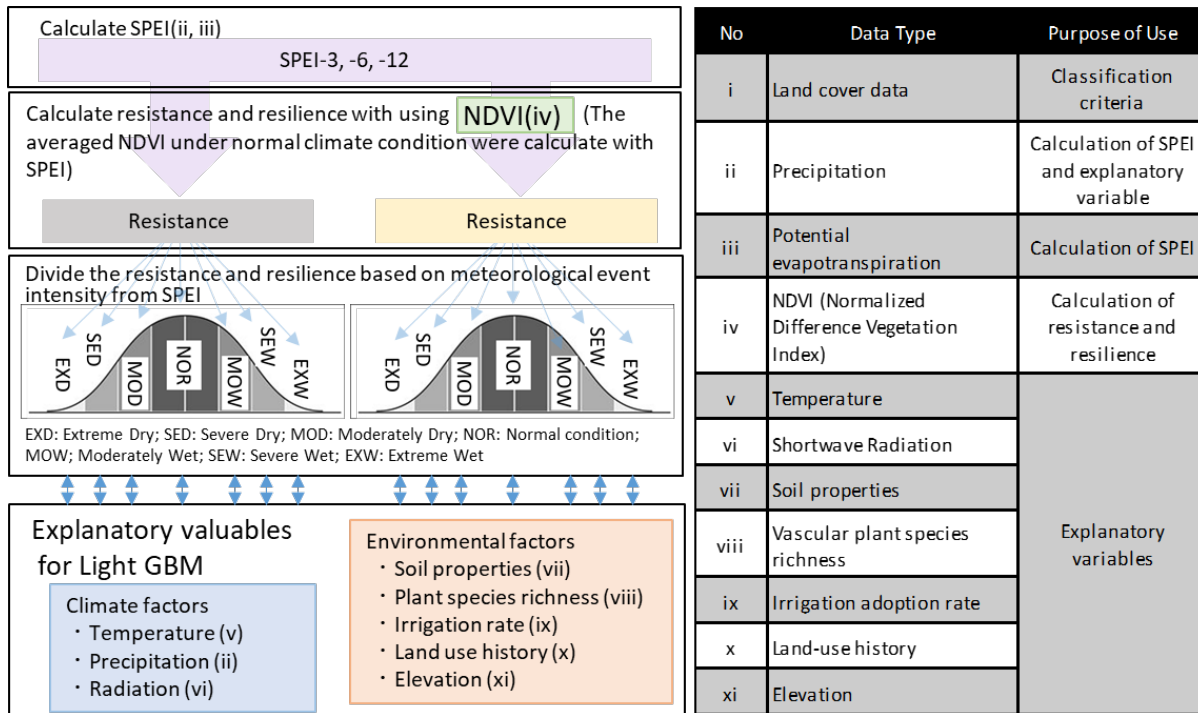 Calculate SPEI(ii, iii)
SPEI-3, -6, -12
Calculate resistance and resilience with using NDVI(iv) (The
averaged NDVI under normal climate condition were calculate with
SPEI)
Resistance
Resistance
Divide the resistance and resilience based on meteorological event
intensity from SPEI
EXD
SED
MOD
NOR
MOW
SEW
EXW
EXD
SED
MOD
NOR
MOW
SEW
EXW
EXD: Extreme Dry; SED: Severe Dry; MOD: Moderately Dry; NOR: Normal condition;
MOW; Moderately Wet; SEW: Severe Wet; EXW: Extreme Wet
Explanatory valuables
for Light GBM
Climate factors
・Temperature (v)
・Precipitation (ii)
・Radiation (vi)
Environmental factors
・Soil properties (vii)
・Plant species richness (viii)
・Irrigation rate (ix)
・Land use history (x)
・Elevation (xi)
No Data Type Purpose of Use
i Land cover data Classification
criteria
ii Precipitation Calculation of SPEI
and explanatory
variable
iii Potential
evapotranspiration Calculation of SPEI
iv NDVI (Normalized
Difference Vegetation
Index) Calculation of
resistance and
resilience
v Temperature
vi Shortwave Radiation
vii Soil properties
viii Vascular plant species
richness
Explanatory
variables
ix Irrigation adoption rate
x Land-use history
xi Elevation